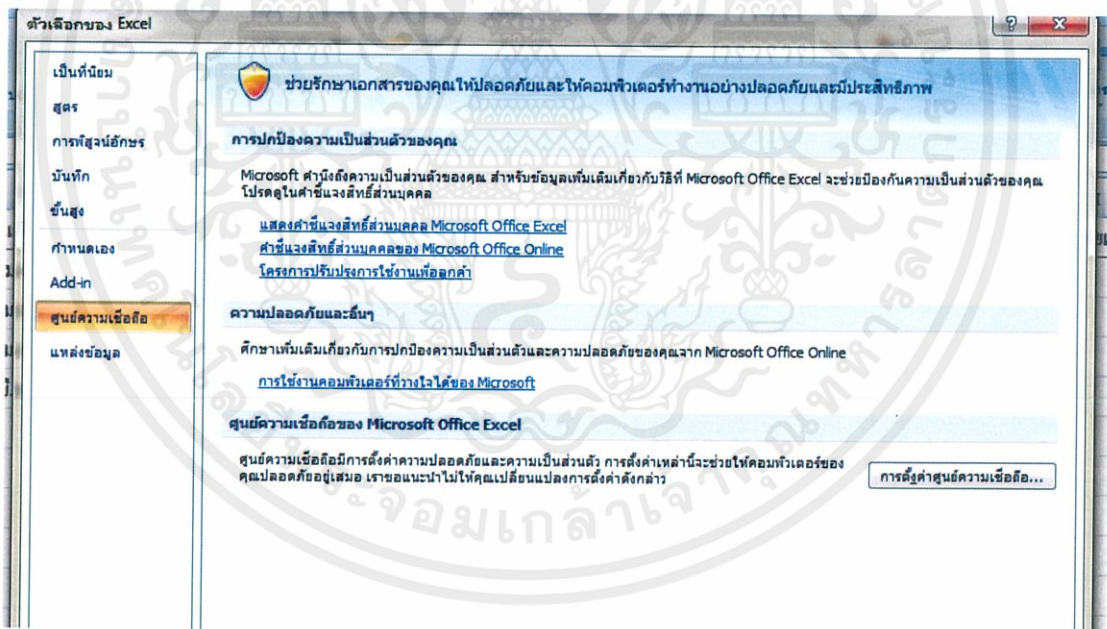 ตัวเลือกของ Excel
เป็นที่นิยม
สูตร
การพิสูจน์อักษร
บันทึก
ขั้นสูง
กำหนดเอง
Add-in
ศูนย์ความเชื่อถือ
แหล่งข้อมูล
ช่วยรักษาเอกสารของคุณให้ปลอดภัยและให้คอมพิวเตอร์ทำงานอย่างปลอดภัยและมีประสิทธิภาพ
การปกป้องความเป็นส่วนตัวของคุณ
Microsoft คำนึงถึงความเป็นส่วนตัวของคุณ สำหรับข้อมูลเพิ่มเติมเกี่ยวกับวิธีที่ Microsoft Office Excel จะช่วยป้องกันความเป็นส่วนตัวของคุณ
โปรดดูในคำชี้แจงสิทธิ์ส่วนบุคคล
แสดงคำชี้แจงสิทธิ์ส่วนบุคคล Microsoft Office Excel
คำชี้แจงสิทธิ์ส่วนบุคคลของ Microsoft Office Online
โครงการปรับปรุงการใช้งานเพื่อลูกค้า
ความปลอดภัยและอื่นๆ
ศึกษาเพิ่มเติมเกี่ยวกับการปกป้องความเป็นส่วนตัวและความปลอดภัยของคุณจาก Microsoft Office Online
การใช้งานคอมพิวเตอร์ที่วางใจได้ของ Microsoft
ศูนย์ความเชื่อถือของ Microsoft Office Excel
ศูนย์ความเชื่อถือมีการตั้งค่าความปลอดภัยและความเป็นส่วนตัว การตั้งค่าเหล่านี้จะช่วยให้คอมพิวเตอร์ของ
คุณปลอดภัยอยู่เสมอ เราขอแนะนำไม่ให้คุณเปลี่ยนแปลงการตั้งค่าดังกล่าว
การตั้งค่าศูนย์ความเชื่อถือ...